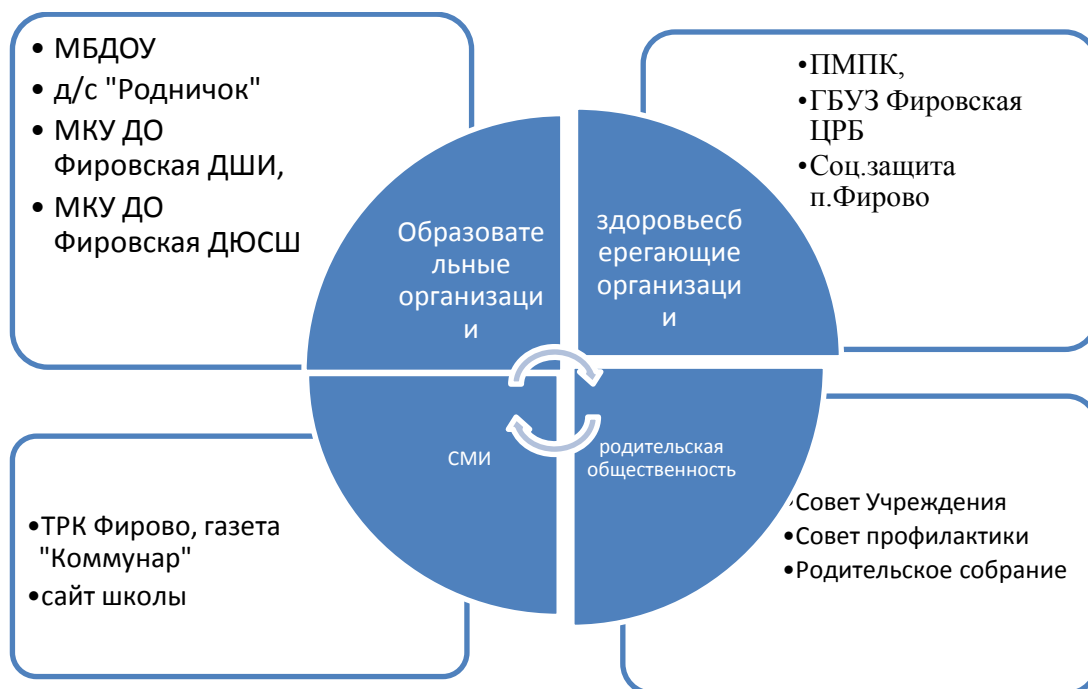 • МБДОУ
• д/с "Родничок"
• МКУ ДО
Фировская ДШИ,
• МКУ ДО
Фировская ДЮСШ
•ПМПК,
•ГБУЗ Фировская
ЦРБ
•Соц.защита
п.Фирово
Образовате
льные
организаци
и
здоровьесб
ерегающие
организаци
и
СМИ
родительская
общественность
•ТРК Фирово, газета
"Коммунар"
•сайт школы
•Совет Учреждения
•Совет профилактики
•Родительское собрание